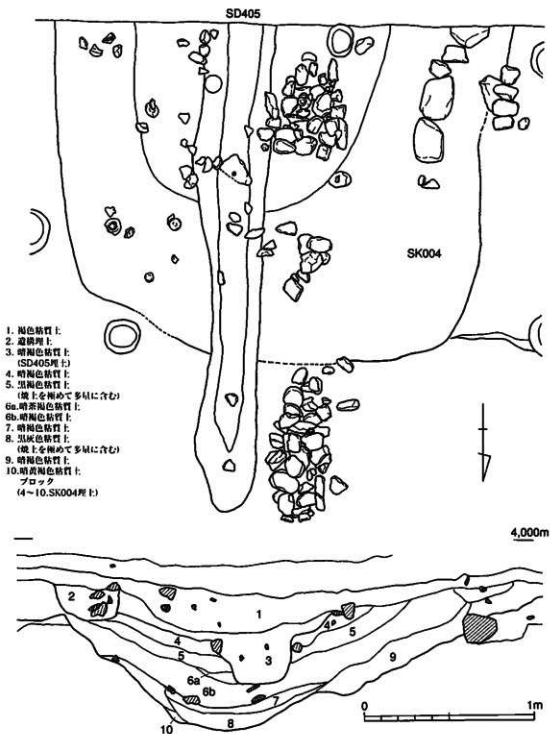 SD405
SK004
1. 褐色粘質土
2. 遺構埋土
3. 暗褐色粘質土
(SD405埋土)
4. 暗褐色粘質土
5. 黒褐色粘質土
(焼土を極めて多量に含む)
6a.暗茶褐色粘質土
6b.暗褐色粘質土
7. 暗褐色粘質土
8. 黒灰色粘質土
(焼土を極めて多量に含む)
9. 暗褐色粘質土
10.暗黄褐色粘質土
ブロック
(4~10.SK004埋土)
4,000m
2
1
4
4
5
3
5
9
6a
6b
7
8
10
0 1m